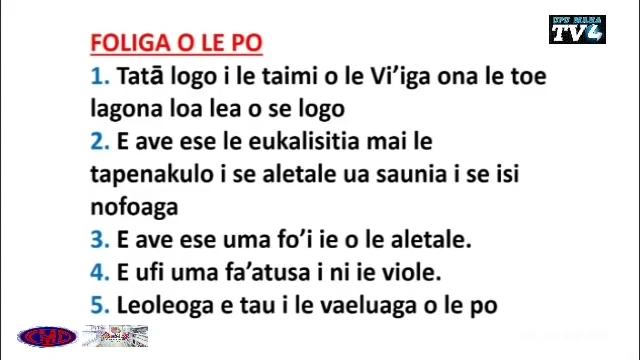 UPU MANA
TV4
FOLIGA O LE PO
1. Tatā logo i le taimi o le Vi'iga ona le toe
lagona loa lea o se logo
2. E ave ese le eukalisitia mai le
tapenakulo i se aletale ua saunia i se isi
nofoaga
3. E ave ese uma fo'i ie o le aletale.
4. E ufi uma fa'atusa i ni ie viole.
5. Leoleoga e tau i le vaeluaga o le po